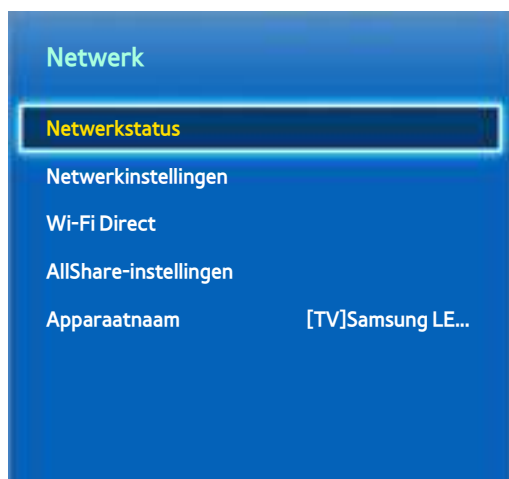 Netwerk
Netwerkstatus
Netwerkinstellingen
Wi-Fi Direct
AllShare-instellingen
Apparaatnaam [TV]Samsung LE...